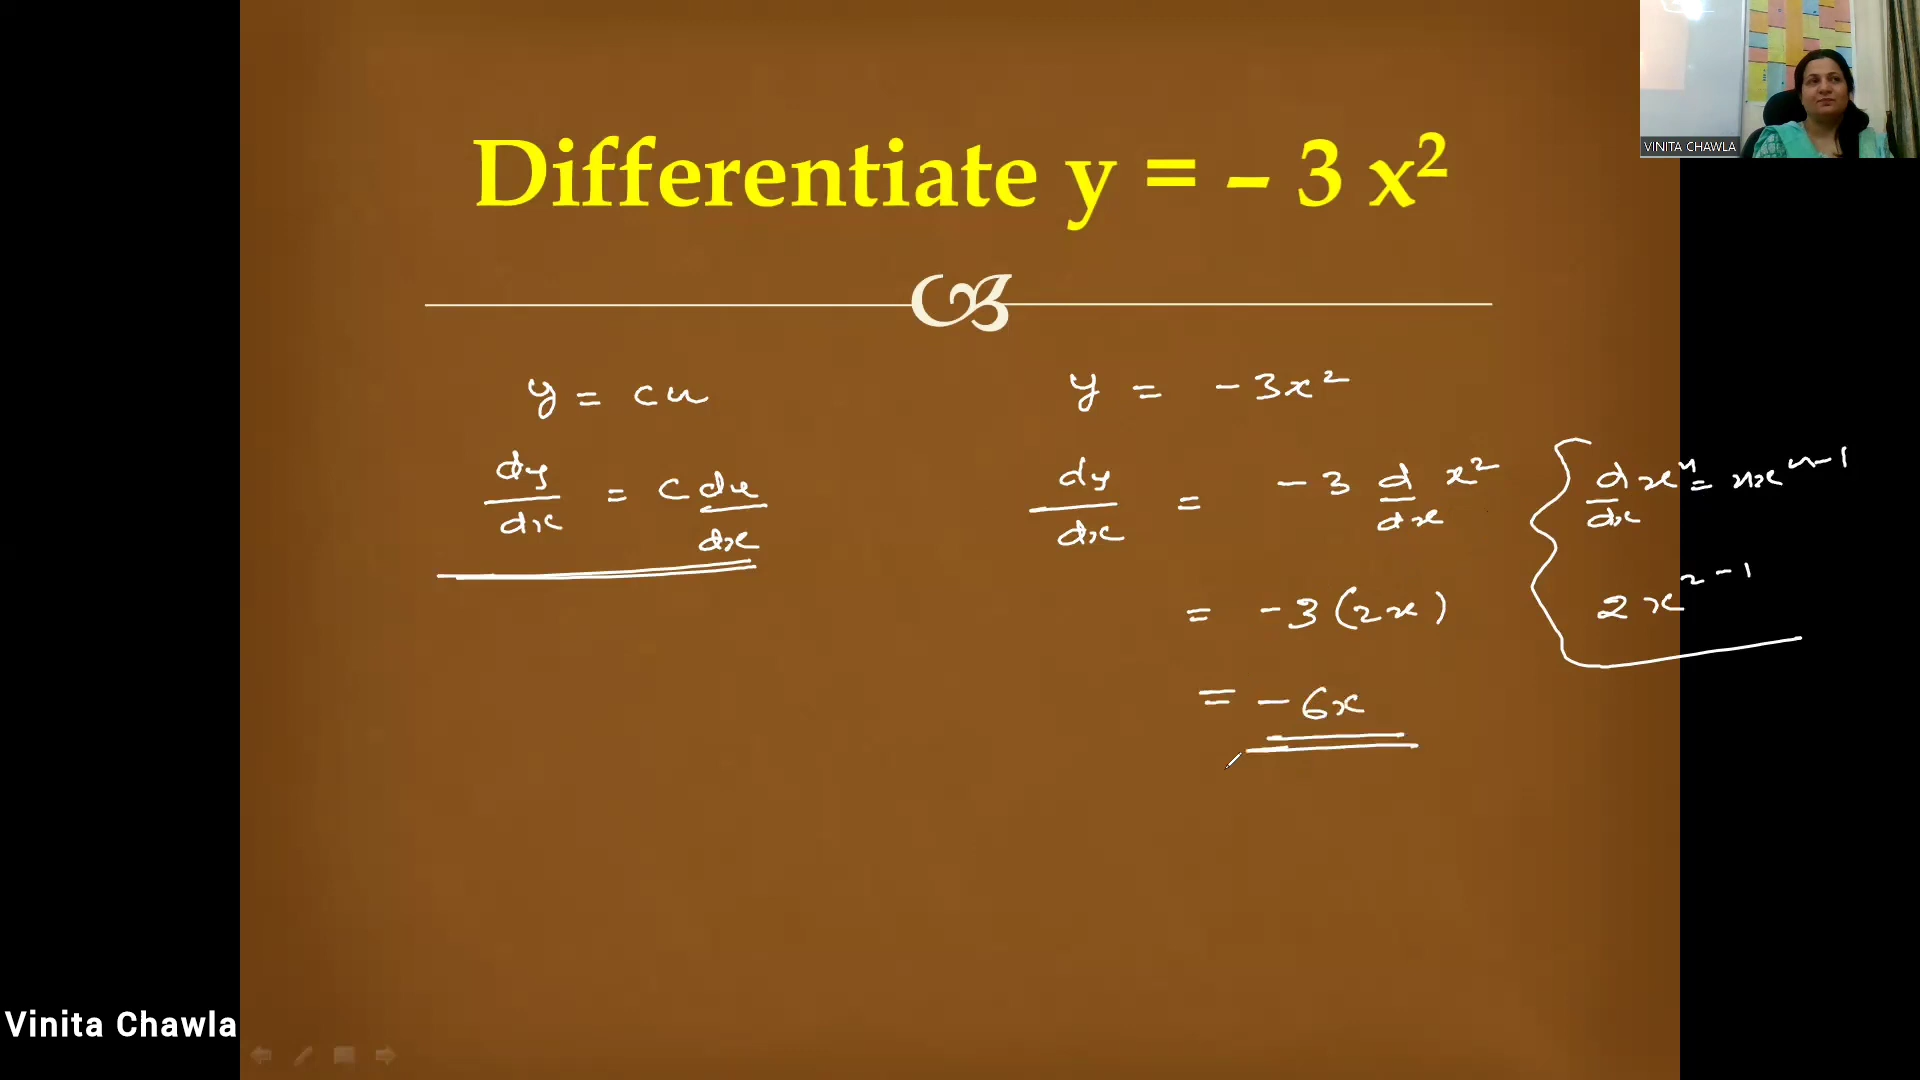 VINITA CHAWLA
Differentiate y = – 3 x²
y = cu
dy/dx = c du/dx
y = -3x²
dy/dx = -3 d/dx x²
= -3(2x)
= -6x
d/dx xⁿ = nxⁿ⁻¹
2x²⁻¹
Vinita Chawla